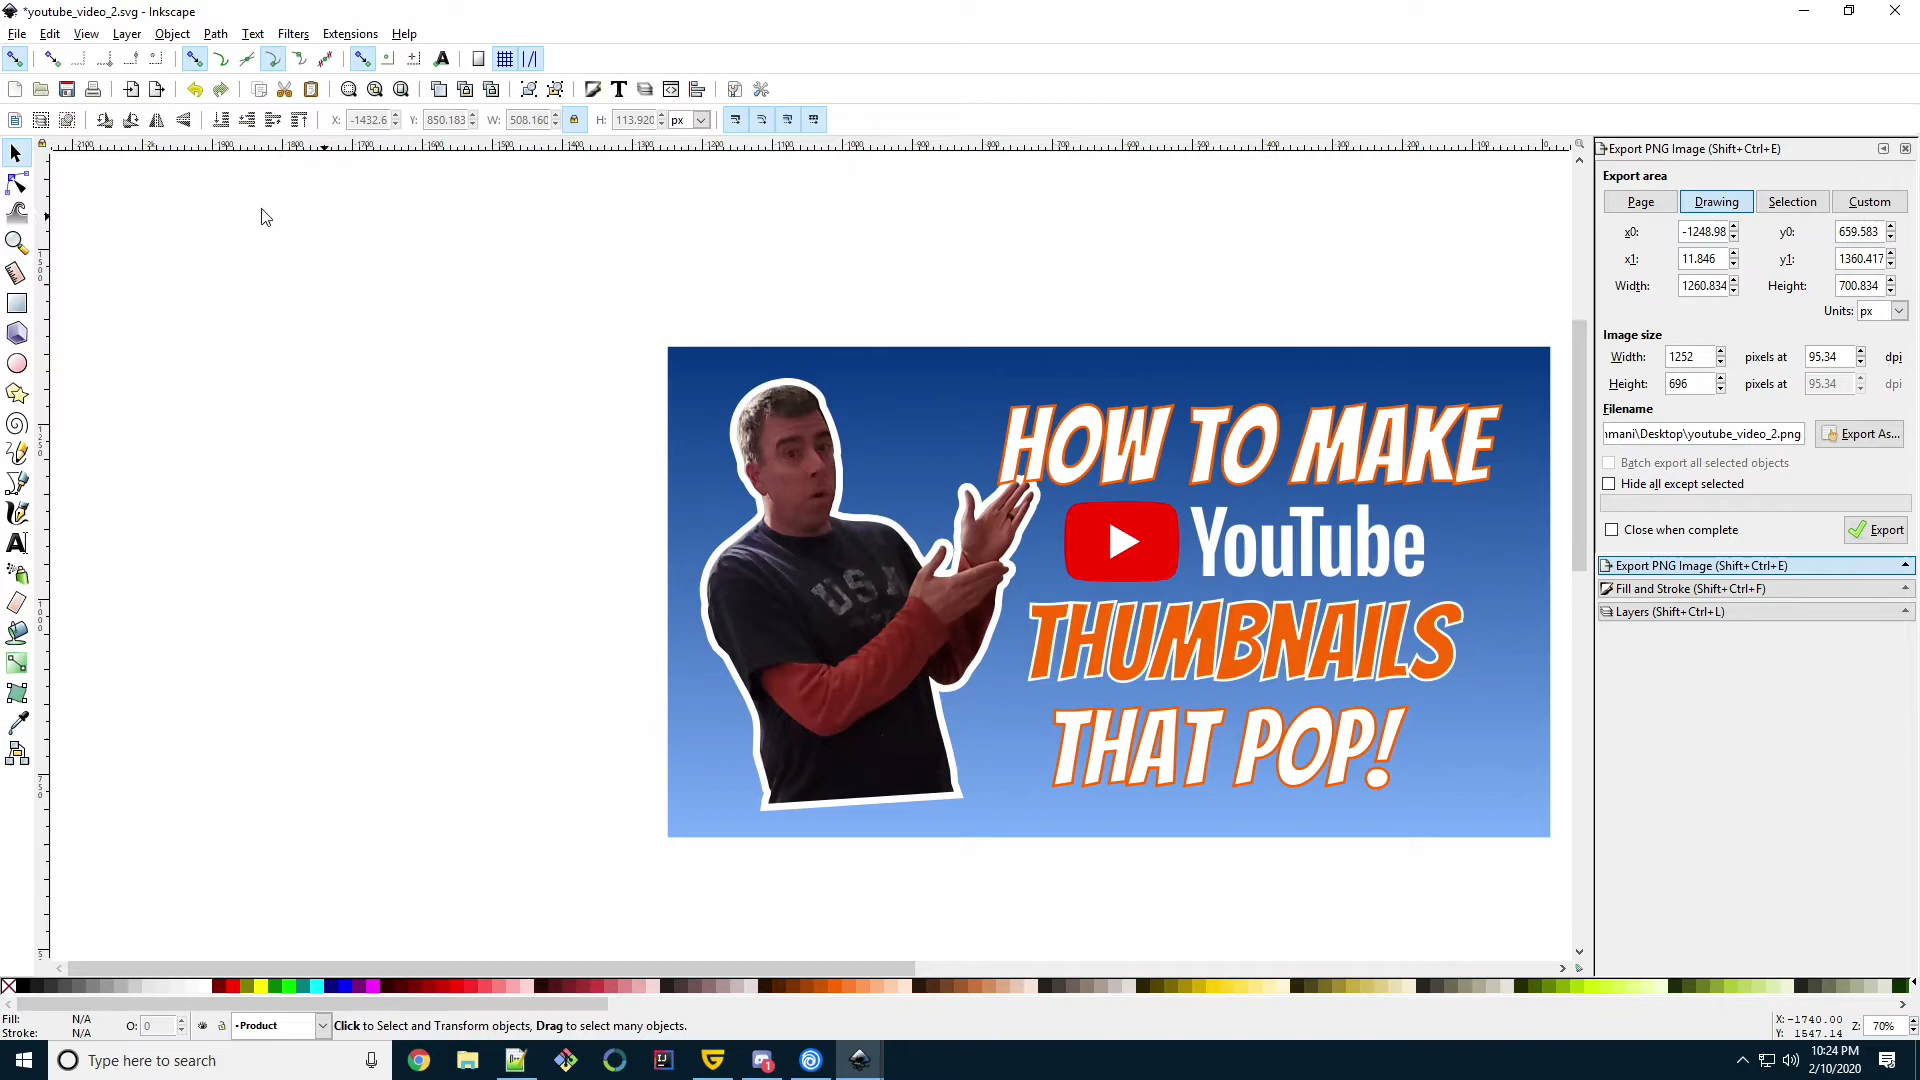 *youtube_video_2.svg - Inkscape
File Edit View Layer Object Path Text Filters Extensions Help
X: -1432.6 Y: 850.183 W: 508.160 H: 113.920 px
Export PNG Image (Shift+Ctrl+E)
Export area
Page Drawing Selection Custom
x0: -1248.98 y0: 659.583
x1: 11.846 y1: 1360.417
Width: 1260.834 Height: 700.834
Units: px
Image size
Width: 1252 pixels at 95.34 dpi
Height: 696 pixels at 95.34 dpi
Filename
nmani\Desktop\youtube_video_2.png Export As...
Batch export all selected objects
Hide all except selected
Close when complete Export
Export PNG Image (Shift+Ctrl+E)
Fill and Stroke (Shift+Ctrl+F)
Layers (Shift+Ctrl+L)
HOW TO MAKE
YouTube
THUMBNAILS
THAT POP!
USA
Fill: N/A
Stroke: N/A
O: 0
•Product
Click to Select and Transform objects, Drag to select many objects.
X: -1740.00
Y: 1547.14
Z: 70%
Type here to search
10:24 PM
2/10/2020